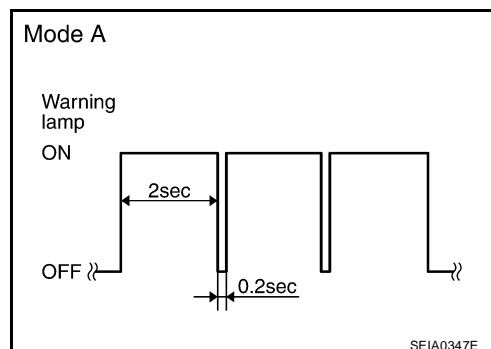 Mode A
Warning
lamp
ON
2sec
OFF
0.2sec
SEIA0347E